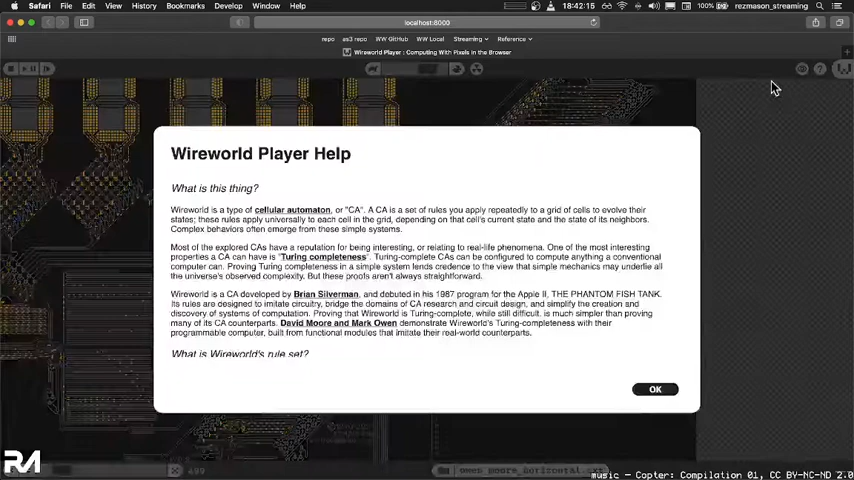 Safari File Edit View History Bookmarks Develop Window Help 100% 18:42:15 rezmason_streaming
localhost:8000
repo as3 repo WW GitHub WW Local Streaming Reference
Wireworld Player : Computing With Pixels in the Browser
Wireworld Player Help
What is this thing?
Wireworld is a type of cellular automaton, or "CA". A CA is a set of rules you apply repeatedly to a grid of cells to evolve their
states; these rules apply universally to each cell in the grid, depending on that cell's current state and the state of its neighbors.
Complex behaviors often emerge from these simple systems.
Most of the explored CAs have a reputation for being interesting, or relating to real-life phenomena. One of the most interesting
properties a CA can have is "Turing completeness". Turing-complete CAs can be configured to compute anything a conventional
computer can. Proving Turing completeness in a simple system lends credence to the view that simple mechanics may underlie all
the universe's observed complexity. But these proofs aren't always straightforward.
Wireworld is a CA developed by Brian Silverman, and debuted in his 1987 program for the Apple II, THE PHANTOM FISH TANK.
Its rules are designed to imitate circuitry, bridge the domains of CA research and circuit design, and simplify the creation and
discovery of systems of computation. Proving that Wireworld is Turing-complete, while still difficult, is much simpler than proving
many of its CA counterparts. David Moore and Mark Owen demonstrate Wireworld's Turing-completeness with their
programmable computer, built from functional modules that imitate their real-world counterparts.
What is Wireworld's rule set?
OK
499
owen_moore_horizontal.txt
RM
music - Copter: Compilation 01, CC BY-NC-ND 2.0